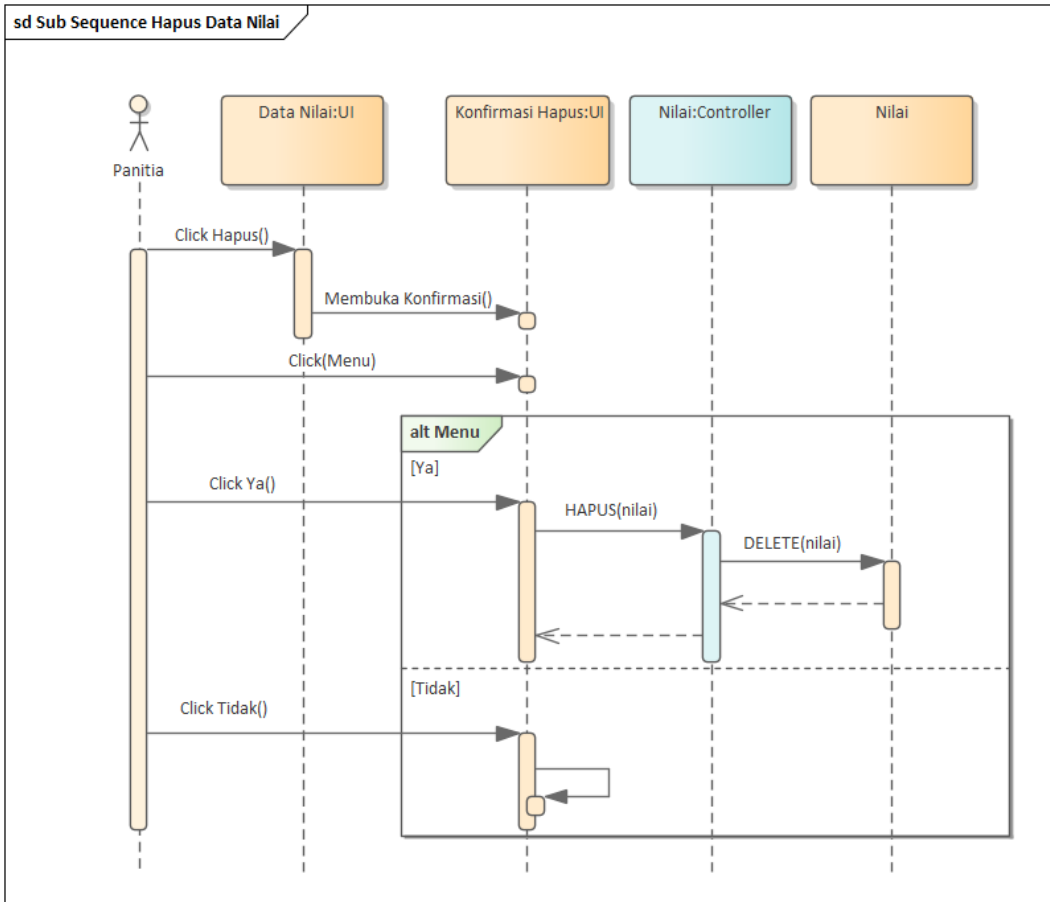 sd Sub Sequence Hapus Data Nilai
Panitia
Data Nilai:UI
Konfirmasi Hapus:UI
Nilai:Controller
Nilai
Click Hapus()
Membuka Konfirmasi()
Click(Menu)
alt Menu
[Ya]
Click Ya()
HAPUS(nilai)
DELETE(nilai)
[Tidak]
Click Tidak()